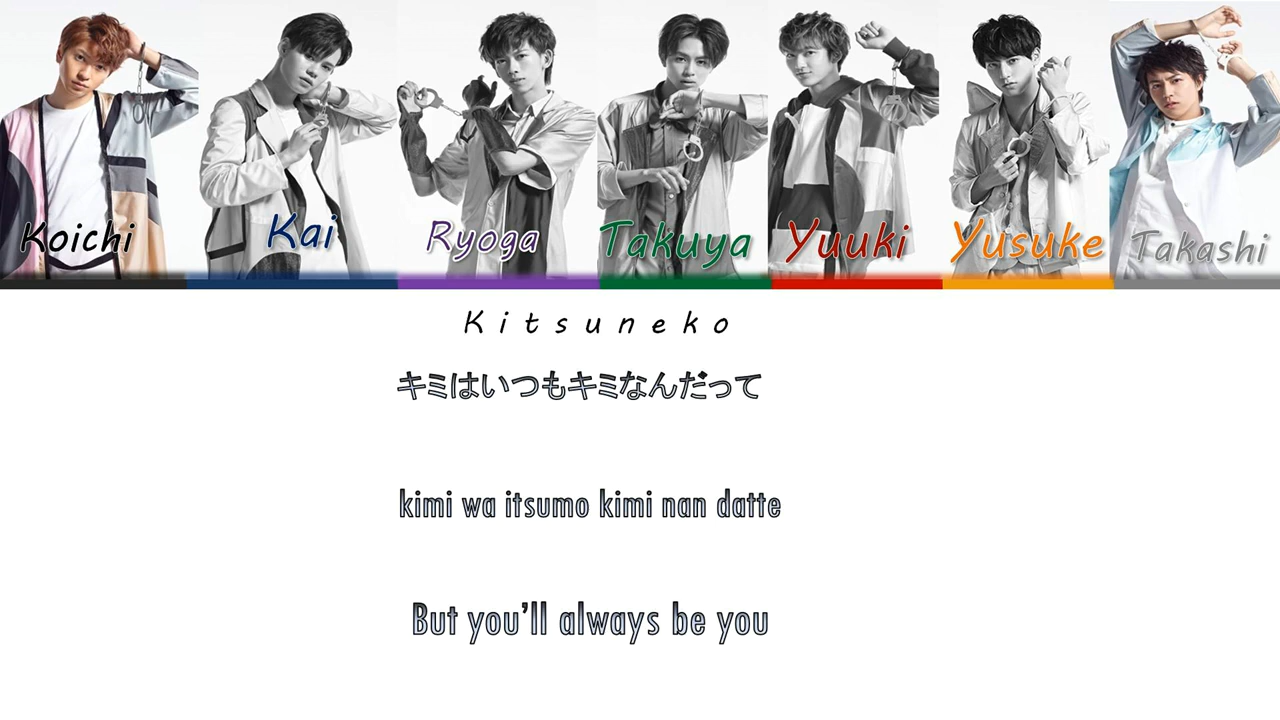 Koichi Kai Ryoga Takuya Yuuki Yusuke Takashi
Kitsuneko
キミはいつもキミなんだって
kimi wa itsumo kimi nan datte
But you'll always be you